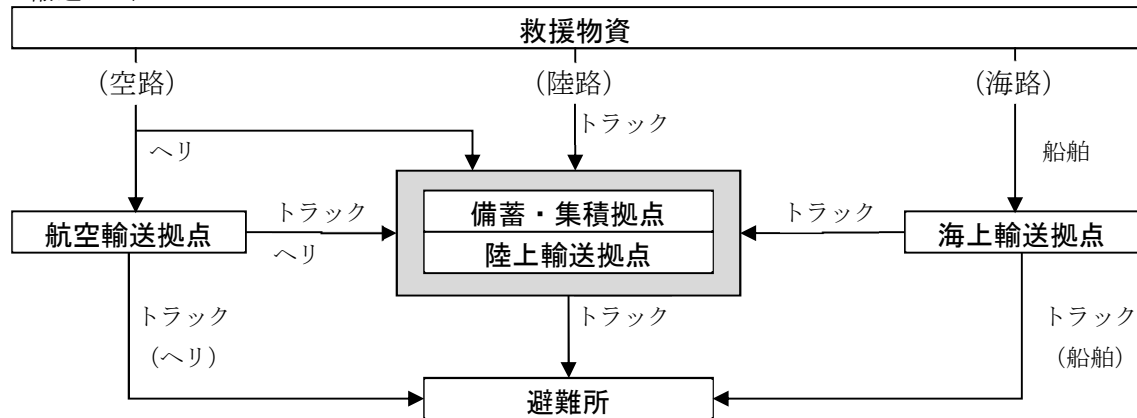 救援物資
（空路）
（陸路）
（海路）
トラック
ヘリ
船舶
備蓄・集積拠点
トラック
トラック
航空輸送拠点
海上輸送拠点
ヘリ
陸上輸送拠点
トラック
トラック
トラック
（ヘリ）
（船舶）
避難所